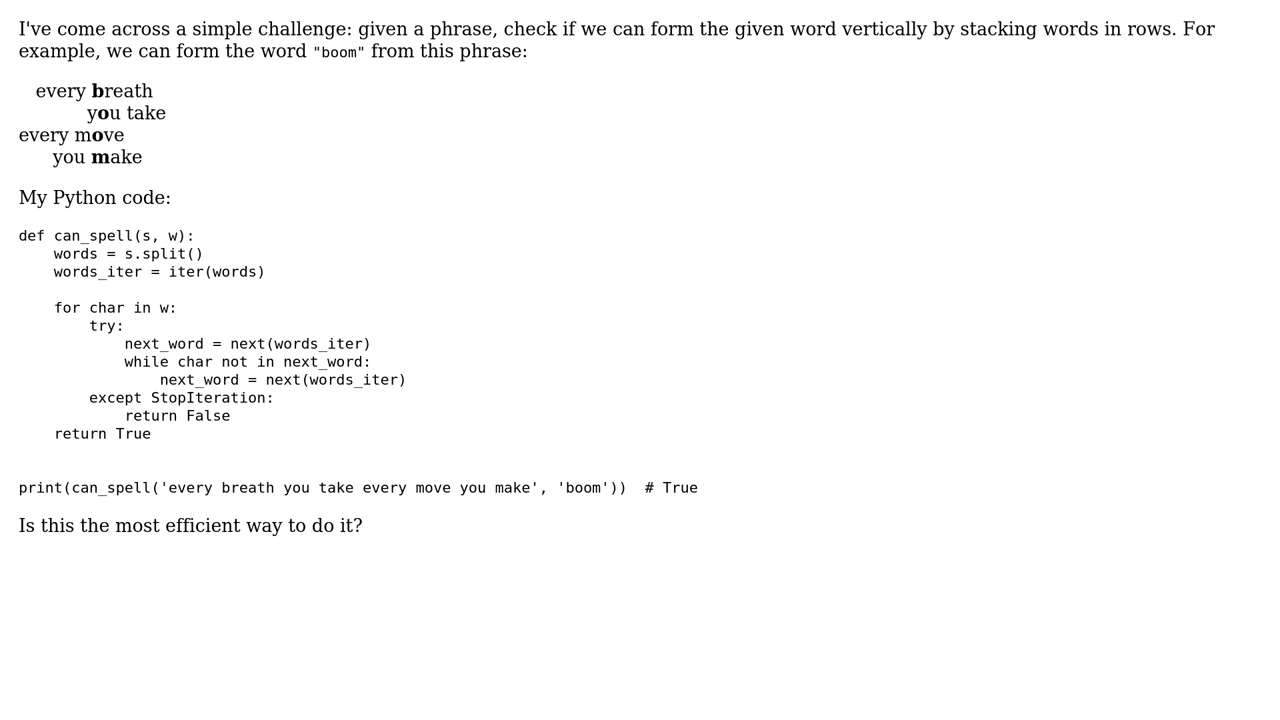 I've come across a simple challenge: given a phrase, check if we can form the given word vertically by stacking words in rows. For
example, we can form the word "boom" from this phrase:
every breath
you take
every move
you make
My Python code:
def can_spell(s, w):
    words = s.split()
    words_iter = iter(words)
    for char in w:
        try:
            next_word = next(words_iter)
            while char not in next_word:
                next_word = next(words_iter)
        except StopIteration:
            return False
    return True
print(can_spell('every breath you take every move you make', 'boom'))  # True
Is this the most efficient way to do it?